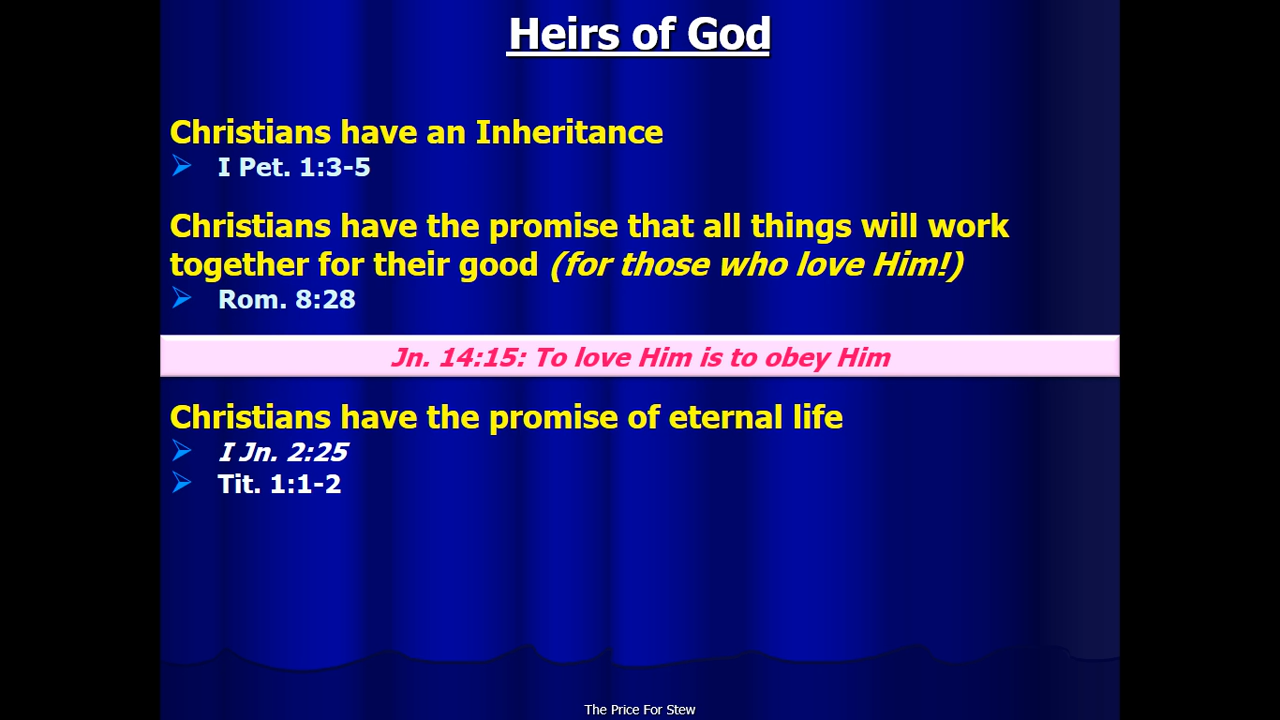 Heirs of God
Christians have an Inheritance
I Pet. 1:3-5
Christians have the promise that all things will work
together for their good (for those who love Him!)
Rom. 8:28
Jn. 14:15: To love Him is to obey Him
Christians have the promise of eternal life
I Jn. 2:25
Tit. 1:1-2
The Price For Stew